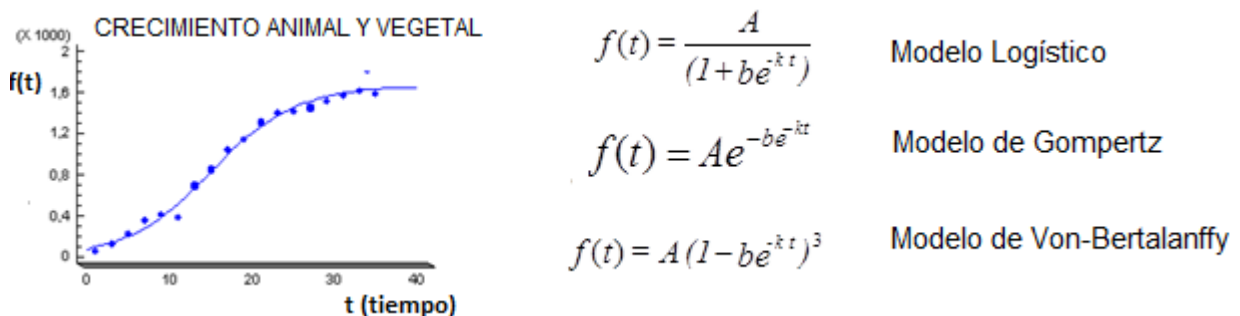 CRECIMIENTO ANIMAL Y VEGETAL
(X 1000)
2
f(t)
1,6
1,2
0,8
0,4
0
0 10 20 30 40
t (tiempo)
f(t) = A / (1+be^{-kt})
Modelo Logístico
f(t) = Ae^{-be^{-kt}}
Modelo de Gompertz
f(t) = A(1-be^{-kt})^3
Modelo de Von-Bertalanffy